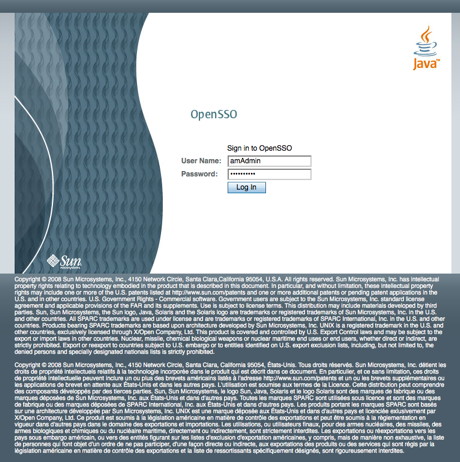 Java™
OpenSSO
Sign in to OpenSSO
User Name: amAdmin
Password: ••••••••••
Log In
Sun
microsystems
Copyright © 2008 Sun Microsystems, Inc., 4150 Network Circle, Santa Clara,California 95054, U.S.A. All rights reserved. Sun Microsystems, Inc. has intellectual
property rights relating to technology embodied in the product that is described in this document. In particular, and without limitation, these intellectual property
rights may include one or more of the U.S. patents listed at http://www.sun.com/patents and one or more additional patents or pending patent applications in the
U.S. and in other countries. U.S. Government Rights - Commercial software. Government users are subject to the Sun Microsystems, Inc. standard license
agreement and applicable provisions of the FAR and its supplements. Use is subject to license terms. This distribution may include materials developed by third
parties. Sun, Sun Microsystems, the Sun logo, Java, Solaris and the Solaris logo are trademarks or registered trademarks of Sun Microsystems, Inc. in the U.S.
and other countries. All SPARC trademarks are used under license and are trademarks or registered trademarks of SPARC International, Inc. in the U.S. and other
countries. Products bearing SPARC trademarks are based upon architecture developed by Sun Microsystems, Inc. UNIX is a registered trademark in the U.S. and
other countries, exclusively licensed through X/Open Company, Ltd. This product is covered and controlled by U.S. Export Control laws and may be subject to the
export or import laws in other countries. Nuclear, missile, chemical biological weapons or nuclear maritime end uses or end users, whether direct or indirect, are
strictly prohibited. Export or reexport to countries subject to U.S. embargo or to entities identified on U.S. export exclusion lists, including, but not limited to, the
denied persons and specially designated nationals lists is strictly prohibited.
Copyright © 2008 Sun Microsystems, Inc., 4150 Network Circle, Santa Clara, California 95054, États-Unis. Tous droits réservés. Sun Microsystems, Inc. détient les
droits de propriété intellectuels relatifs à la technologie incorporée dans le produit qui est décrit dans ce document. En particulier, et ce sans limitation, ces droits
de propriété intellectuelle peuvent inclure un ou plus des brevets américains listés à l'adresse http://www.sun.com/patents et un ou les brevets supplémentaires ou
les applications de brevet en attente aux États-Unis et dans les autres pays. L'utilisation est soumise aux termes de la Licence. Cette distribution peut comprendre
des composants développés par des tierces parties. Sun, Sun Microsystems, le logo Sun, Java, Solaris et le logo Solaris sont des marques de fabrique ou des
marques déposées de Sun Microsystems, Inc. aux États-Unis et dans d'autres pays. Toutes les marques SPARC sont utilisées sous licence et sont des marques
de fabrique ou des marques déposées de SPARC International, Inc. aux États-Unis et dans d'autres pays. Les produits portant les marques SPARC sont basés
sur une architecture développée par Sun Microsystems, Inc. UNIX est une marque déposée aux États-Unis et dans d'autres pays et licenciée exlusivement par
X/Open Company, Ltd. Ce produit est soumis à la législation américaine en matière de contrôle des exportations et peut être soumis à la règlementation en
vigueur dans d'autres pays dans le domaine des exportations et importations. Les utilisations, ou utilisateurs finaux, pour des armes nucléaires, des missiles, des
armes biologiques et chimiques ou du nucléaire maritime, directement ou indirectement, sont strictement interdites. Les exportations ou réexportations vers les
pays sous embargo américain, ou vers des entités figurant sur les listes d'exclusion d'exportation américaines, y compris, mais de manière non exhaustive, la liste
de personnes qui font objet d'un ordre de ne pas participer, d'une façon directe ou indirecte, aux exportations des produits ou des services qui sont régis par la
législation américaine en matière de contrôle des exportations et la liste de ressortissants spécifiquement désignés, sont rigoureusement interdites.